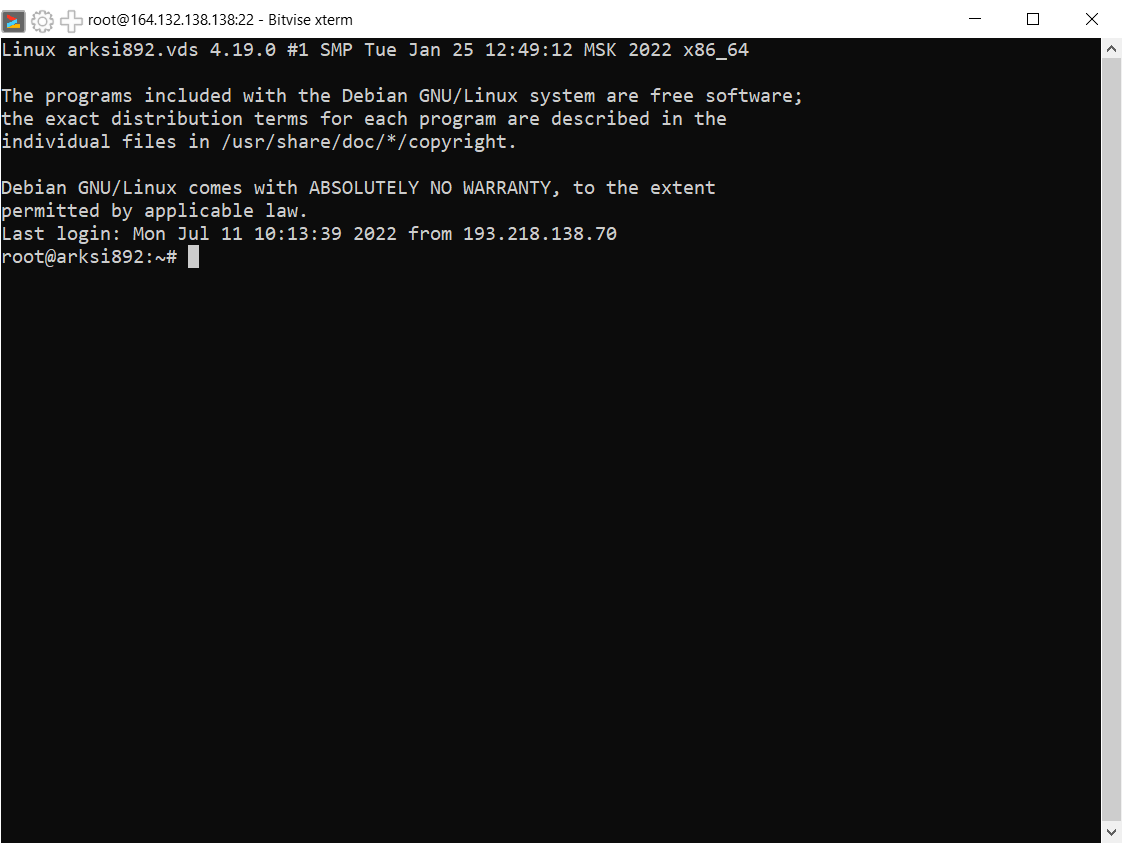 root@164.132.138.138:22 - Bitvise xterm
Linux arksi892.vds 4.19.0 #1 SMP Tue Jan 25 12:49:12 MSK 2022 x86_64
The programs included with the Debian GNU/Linux system are free software;
the exact distribution terms for each program are described in the
individual files in /usr/share/doc/*/copyright.
Debian GNU/Linux comes with ABSOLUTELY NO WARRANTY, to the extent
permitted by applicable law.
Last login: Mon Jul 11 10:13:39 2022 from 193.218.138.70
root@arksi892:~#